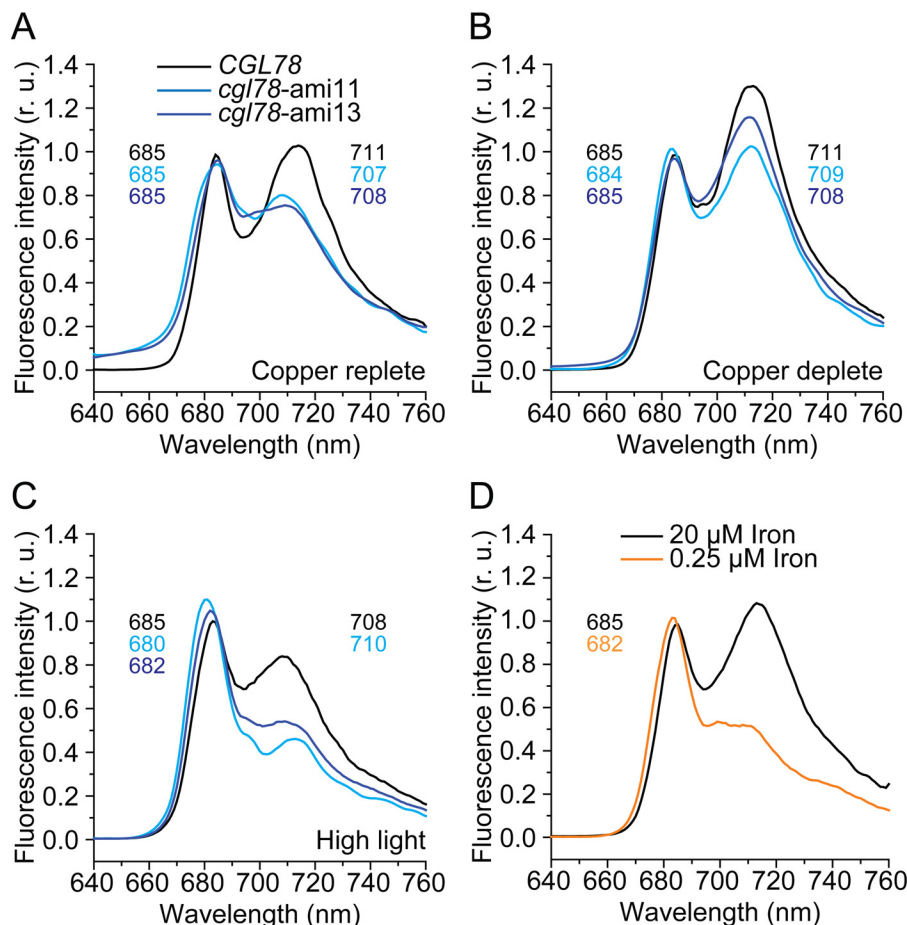 A
Fluorescence intensity (r. u.)
1.4
1.2
1.0
0.8
0.6
0.4
0.2
0.0
CGL78
cgl78-ami11
cgl78-ami13
685
685
685
711
707
708
Copper replete
640 660 680 700 720 740 760
Wavelength (nm)
B
Fluorescence intensity (r. u.)
1.4
1.2
1.0
0.8
0.6
0.4
0.2
0.0
685
684
685
711
709
708
Copper deplete
640 660 680 700 720 740 760
Wavelength (nm)
C
Fluorescence intensity (r. u.)
1.4
1.2
1.0
0.8
0.6
0.4
0.2
0.0
685
680
682
708
710
High light
640 660 680 700 720 740 760
Wavelength (nm)
D
Fluorescence intensity (r. u.)
1.4
1.2
1.0
0.8
0.6
0.4
0.2
0.0
20 µM Iron
0.25 µM Iron
685
682
640 660 680 700 720 740 760
Wavelength (nm)